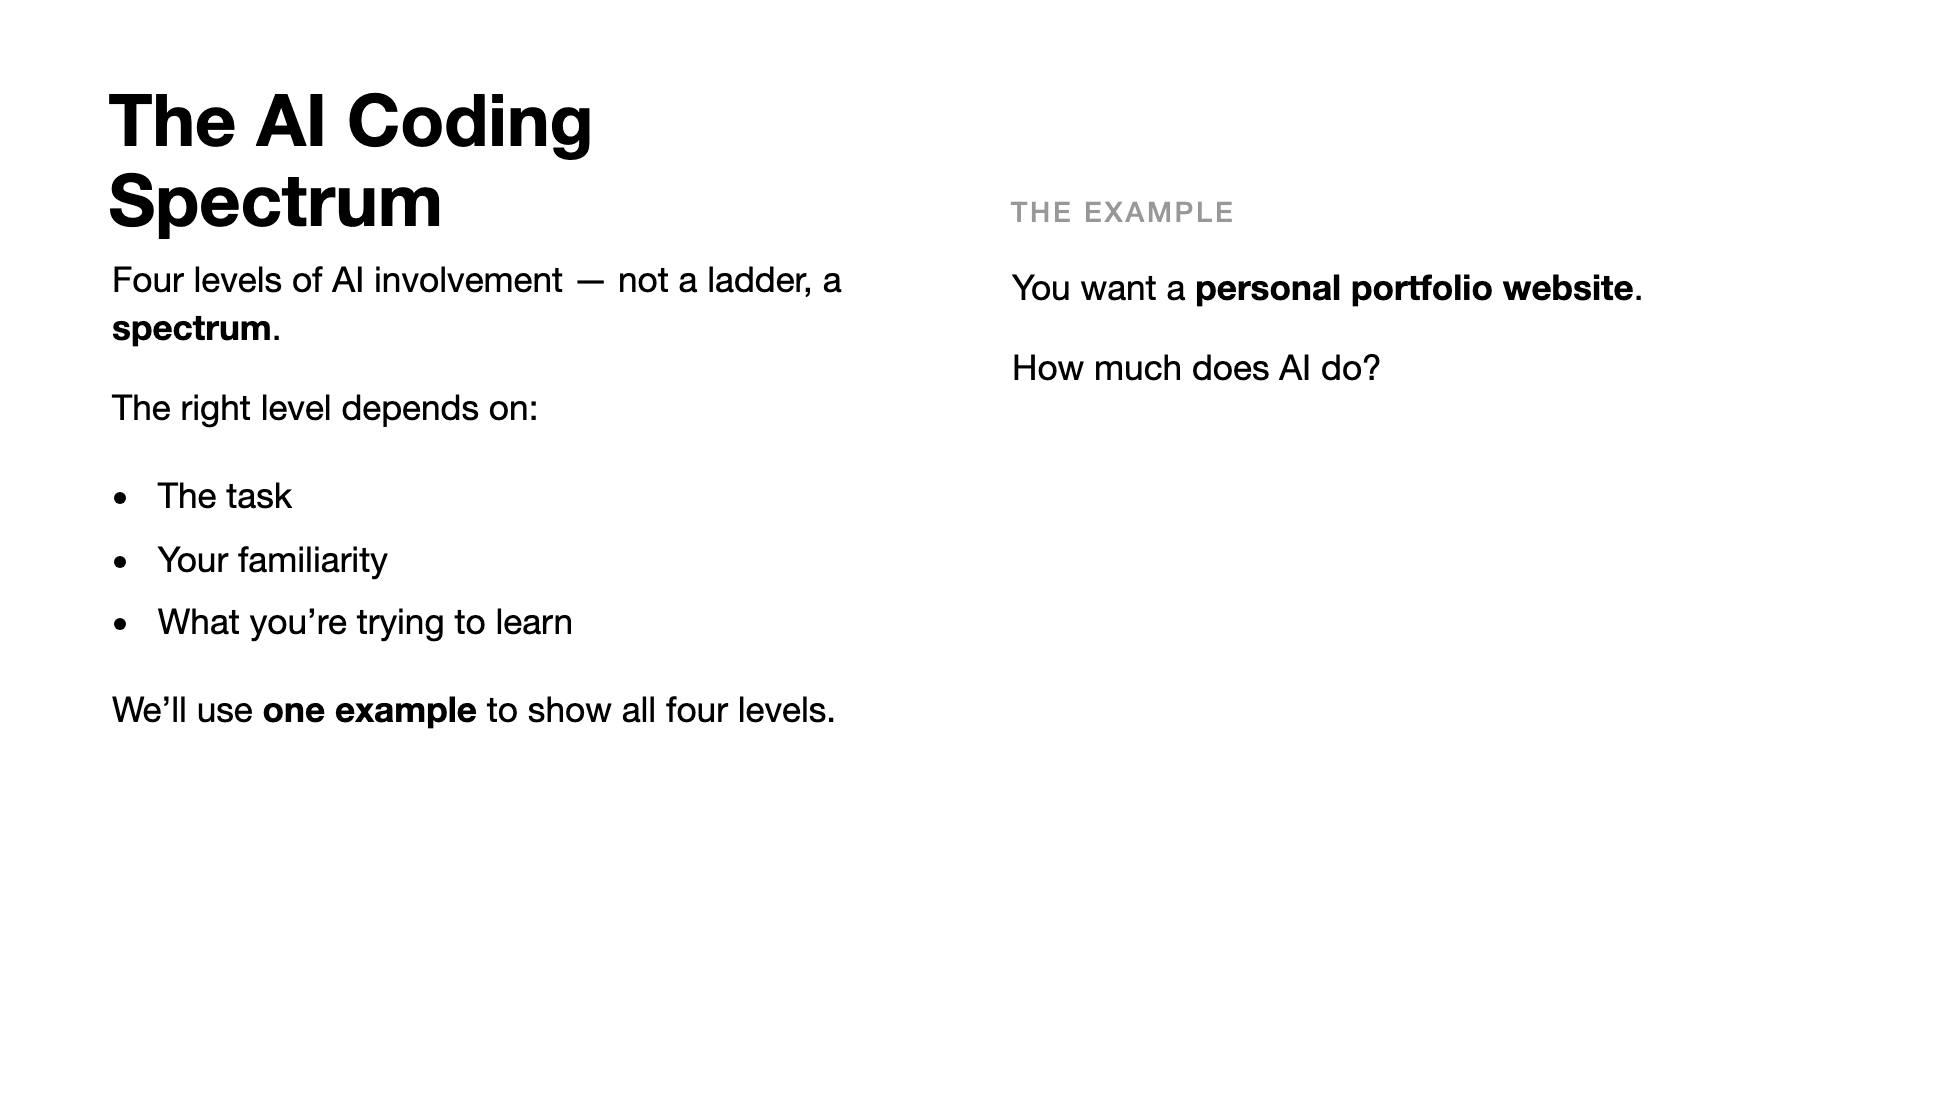 The AI Coding
Spectrum
Four levels of AI involvement — not a ladder, a
spectrum.
The right level depends on:
• The task
• Your familiarity
• What you’re trying to learn
We’ll use one example to show all four levels.
THE EXAMPLE
You want a personal portfolio website.
How much does AI do?